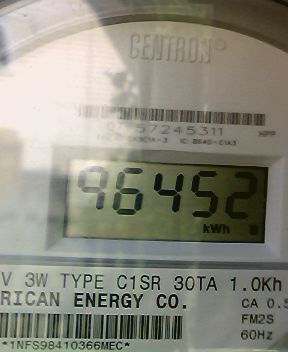 CENTRON®
57245311
HPP
96452
kWh
V 3W TYPE C1SR 30TA 1.0Kh
RICAN ENERGY CO.
CA 0.5
FM2S
60HZ
*1NFS98410366MEC*